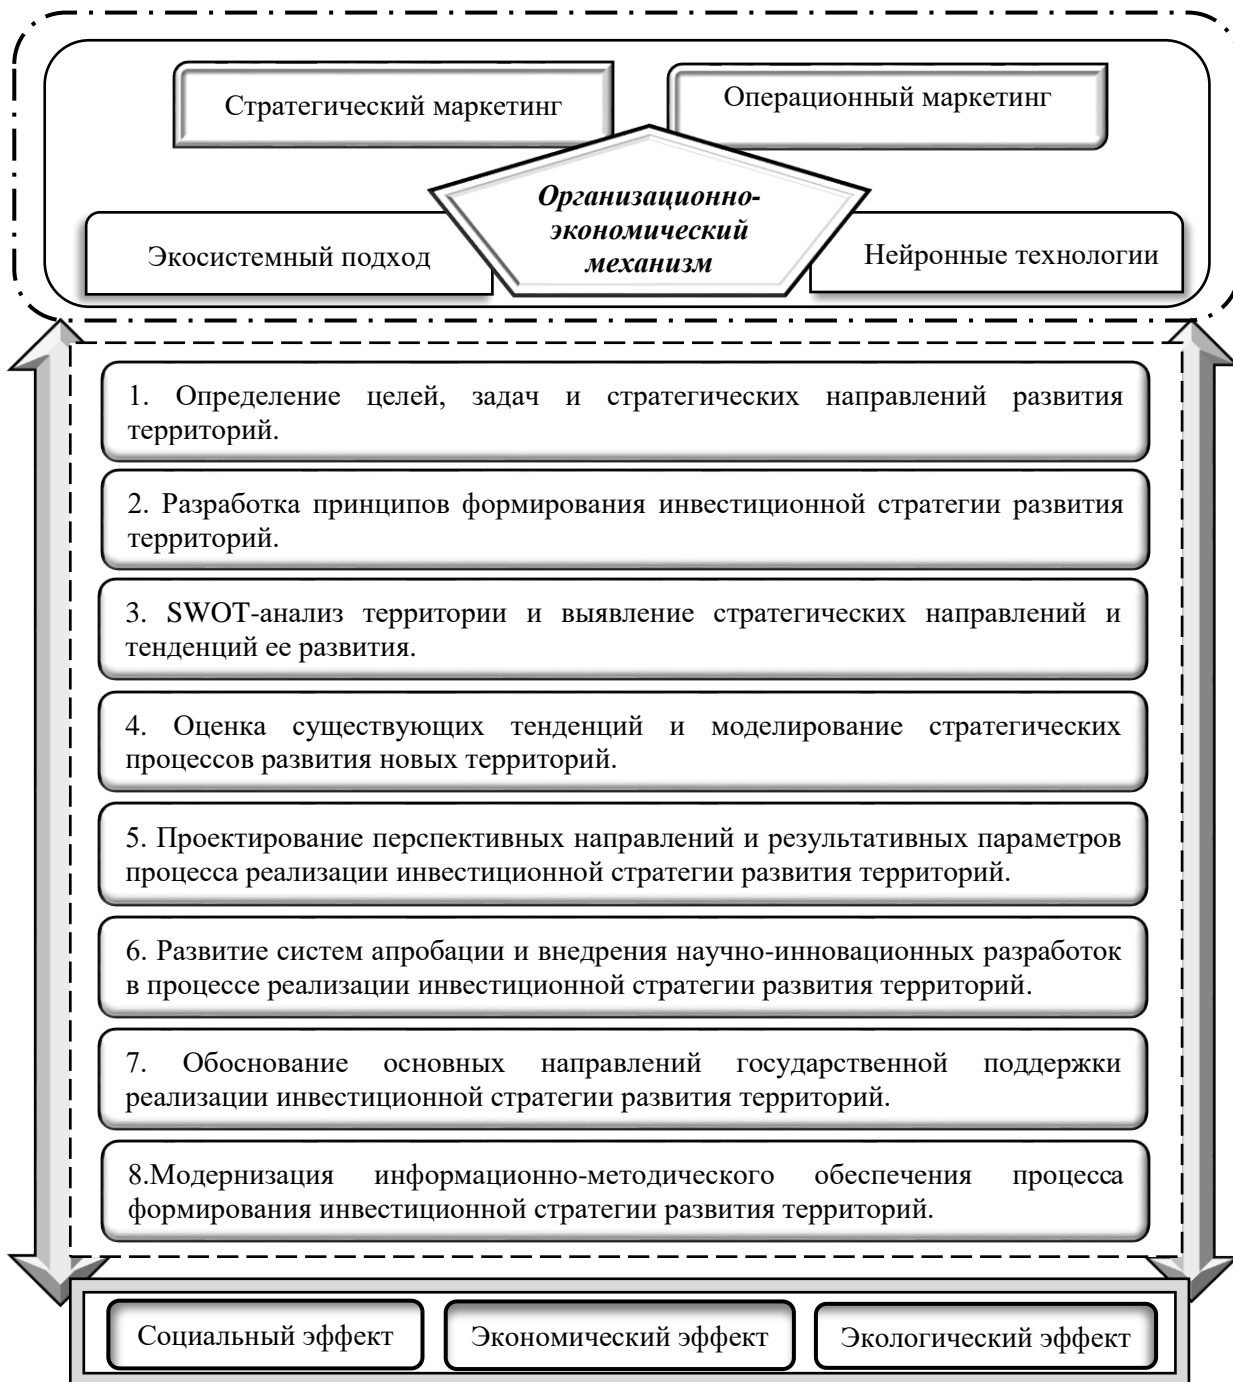 Стратегический маркетинг
Операционный маркетинг
Организационно-
экономический
механизм
Экосистемный подход
Нейронные технологии
1. Определение целей, задач и стратегических направлений развития
территорий.
2. Разработка принципов формирования инвестиционной стратегии развития
территорий.
3. SWOT-анализ территории и выявление стратегических направлений и
тенденций ее развития.
4. Оценка существующих тенденций и моделирование стратегических
процессов развития новых территорий.
5. Проектирование перспективных направлений и результативных параметров
процесса реализации инвестиционной стратегии развития территорий.
6. Развитие систем апробации и внедрения научно-инновационных разработок
в процессе реализации инвестиционной стратегии развития территорий.
7. Обоснование основных направлений государственной поддержки
реализации инвестиционной стратегии развития территорий.
8.Модернизация информационно-методического обеспечения процесса
формирования инвестиционной стратегии развития территорий.
Социальный эффект
Экономический эффект
Экологический эффект